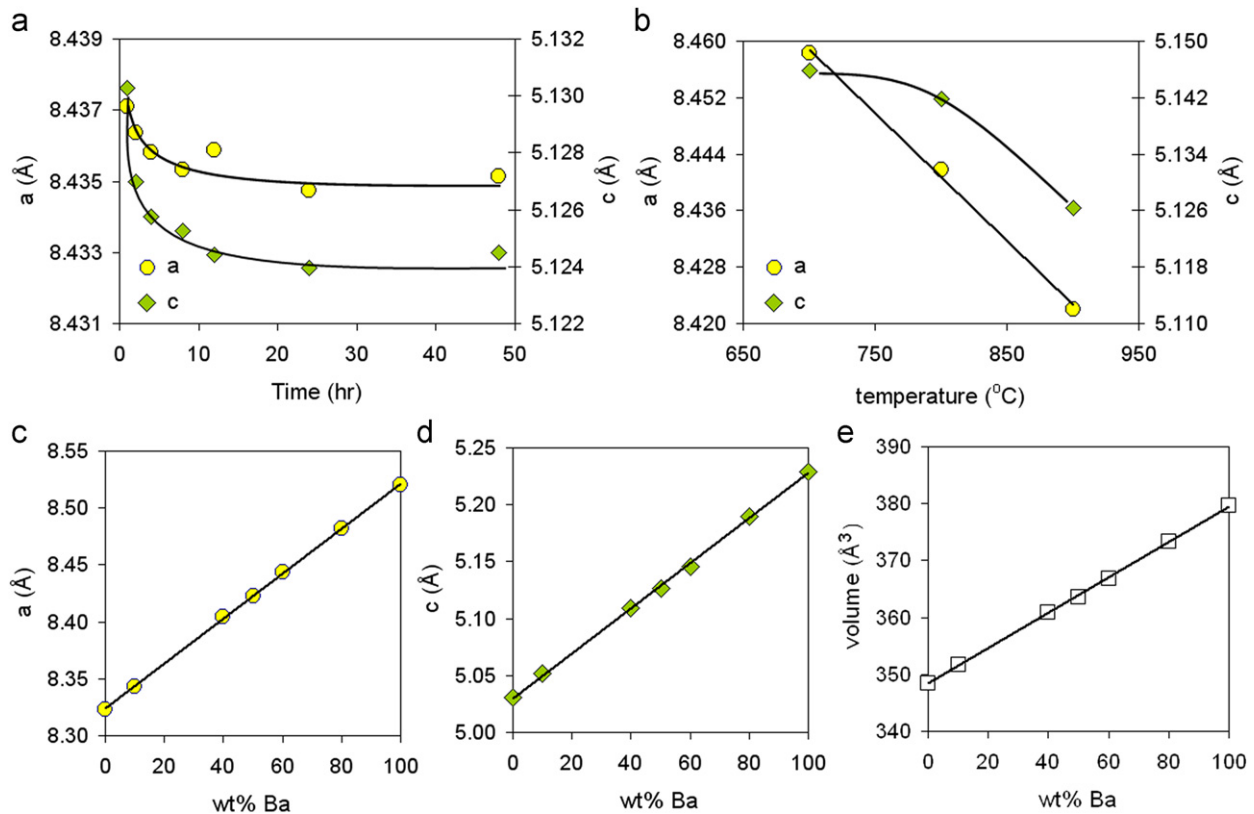 a
8.439
8.437
8.435
8.433
8.431
a (Å)
5.132
5.130
5.128
5.126
5.124
5.122
c (Å)
a
c
0 10 20 30 40 50
Time (hr)
b
8.460
8.452
8.444
8.436
8.428
8.420
a (Å)
5.150
5.142
5.134
5.126
5.118
5.110
c (Å)
a
c
650 750 850 950
temperature (⁰C)
c
8.55
8.50
8.45
8.40
8.35
8.30
a (Å)
0 20 40 60 80 100
wt% Ba
d
5.25
5.20
5.15
5.10
5.05
5.00
c (Å)
0 20 40 60 80 100
wt% Ba
e
390
380
370
360
350
340
volume (Å³)
0 20 40 60 80 100
wt% Ba